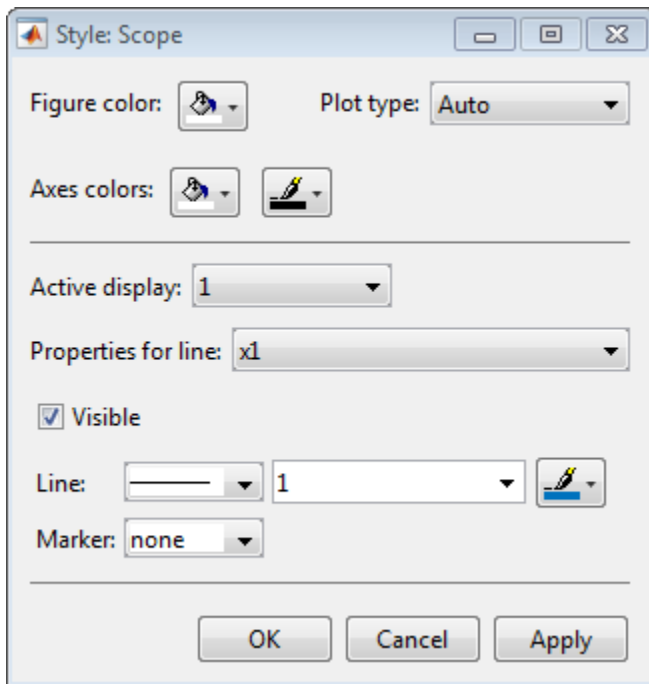 Style: Scope
Figure color: Plot type: Auto
Axes colors:
Active display: 1
Properties for line: x1
Visible
Line: 1
Marker: none
OK Cancel Apply